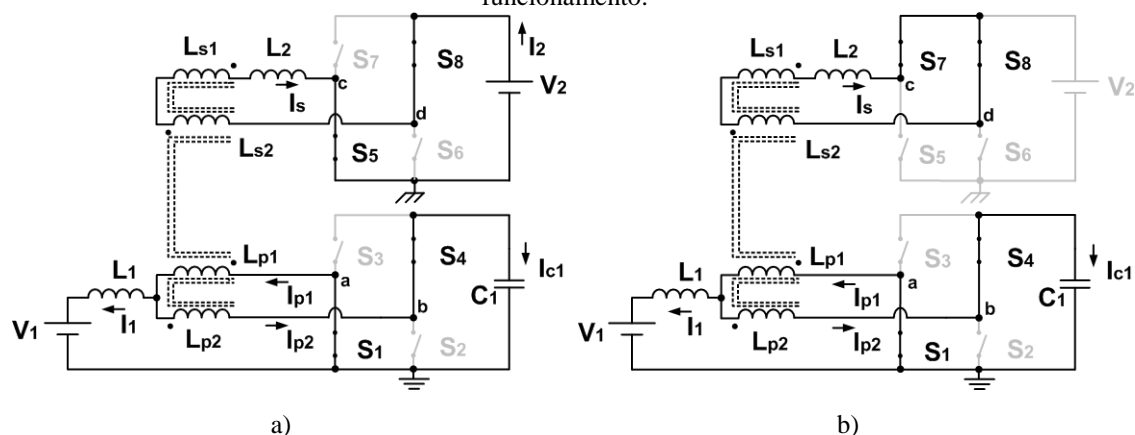 funcionamento.
Ls1 L2 S7 S8 I2
c V2
Is d
Ls2 S5 S6
Lp1 S3 S4 Ic1
L1 a
Ip1 b C1
V1 I1 Lp2 Ip2 S1 S2
a)
Ls1 L2 S7 S8
c V2
Is d
Ls2 S5 S6
Lp1 S3 S4 Ic1
L1 a
Ip1 b C1
V1 I1 Lp2 Ip2 S1 S2
b)